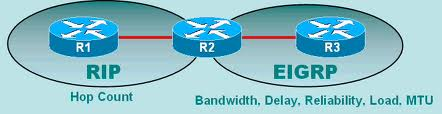 R1 R2 R3
RIP EIGRP
Hop Count
Bandwidth, Delay, Reliability, Load, MTU